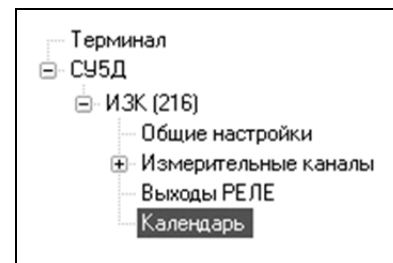 Терминал
СУ5Д
ИЗК (216)
Общие настройки
Измерительные каналы
Выходы РЕЛЕ
Календарь